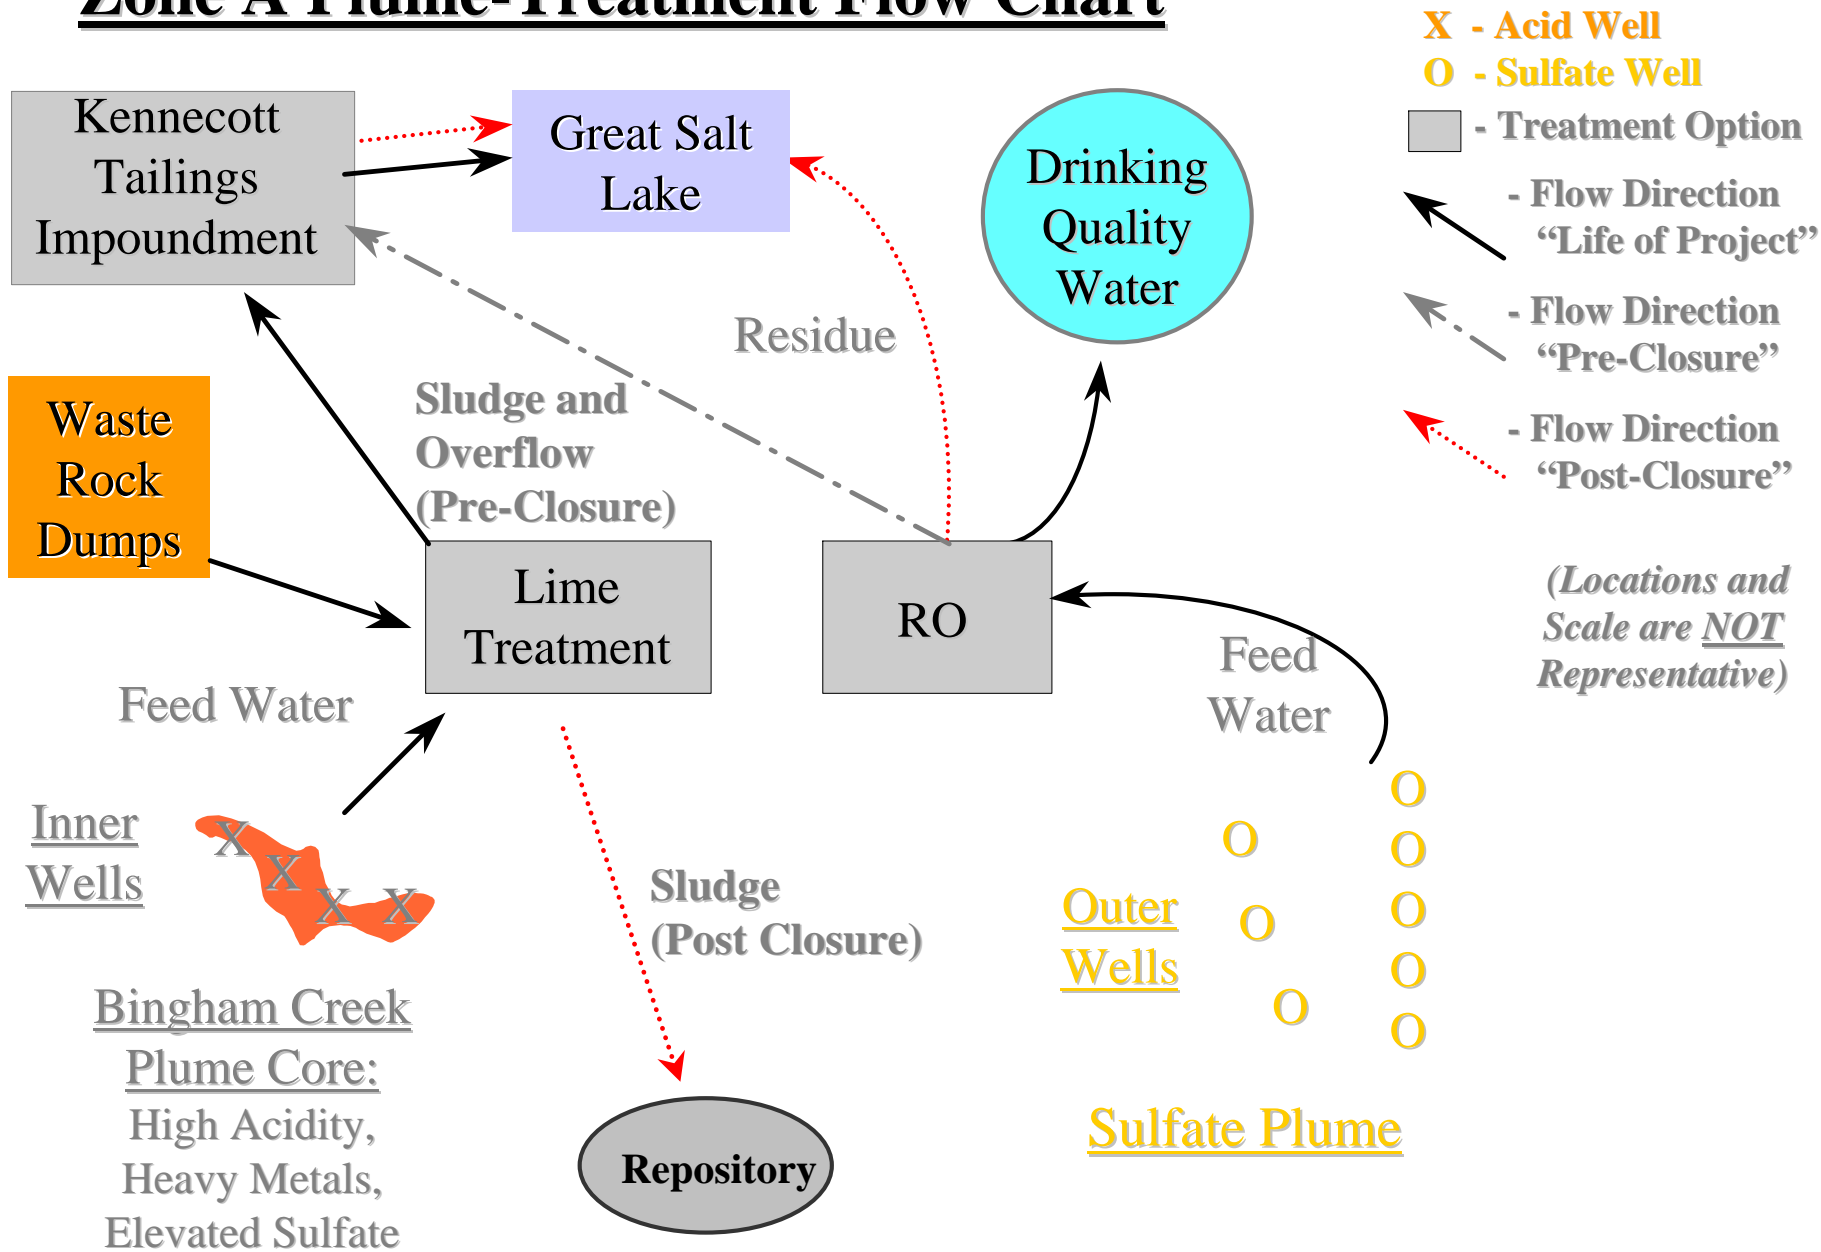 Zone A Plume-Treatment Flow Chart
X - Acid Well
O - Sulfate Well
- Treatment Option
- Flow Direction
“Life of Project”
- Flow Direction
“Pre-Closure”
- Flow Direction
“Post-Closure”
(Locations and
Scale are NOT
Representative)
Kennecott
Tailings
Impoundment
Great Salt
Lake
Drinking
Quality
Water
Residue
Waste
Rock
Dumps
Sludge and
Overflow
(Pre-Closure)
Lime
Treatment
RO
Feed Water
Feed
Water
Inner
Wells
X
X
X
X
Sludge
(Post Closure)
Outer
Wells
O
O
O
O
O
O
O
O
Bingham Creek
Plume Core:
High Acidity,
Heavy Metals,
Elevated Sulfate
Repository
Sulfate Plume